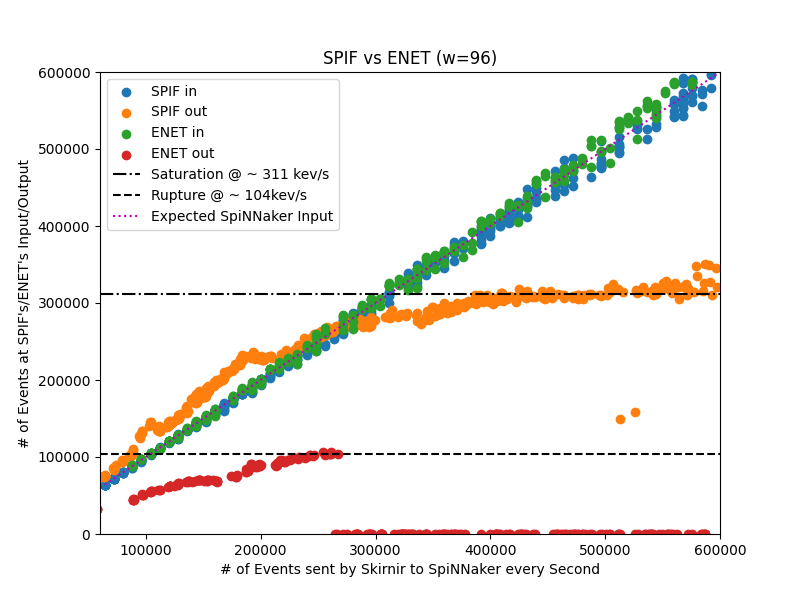 SPIF vs ENET (w=96)
600000
500000
400000
300000
200000
100000
0
# of Events at SPIF's/ENET's Input/Output
SPIF in
SPIF out
ENET in
ENET out
Saturation @ ~ 311 kev/s
Rupture @ ~ 104kev/s
Expected SpiNNaker Input
100000 200000 300000 400000 500000 600000
# of Events sent by Skirnir to SpiNNaker every Second